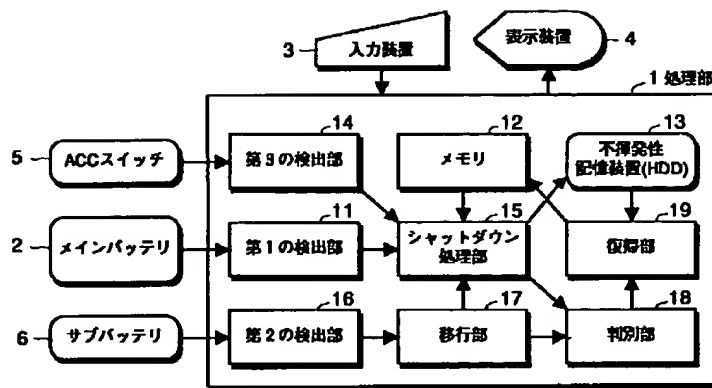 3 入力装置
表示装置 4
1 処理部
5 ACCスイッチ
14 第3の検出部
12 メモリ
13 不揮発性
記憶装置(HDD)
2 メインバッテリ
11 第1の検出部
15 シャットダウン
処理部
19 復帰部
6 サブバッテリ
16 第2の検出部
17 移行部
18 判別部